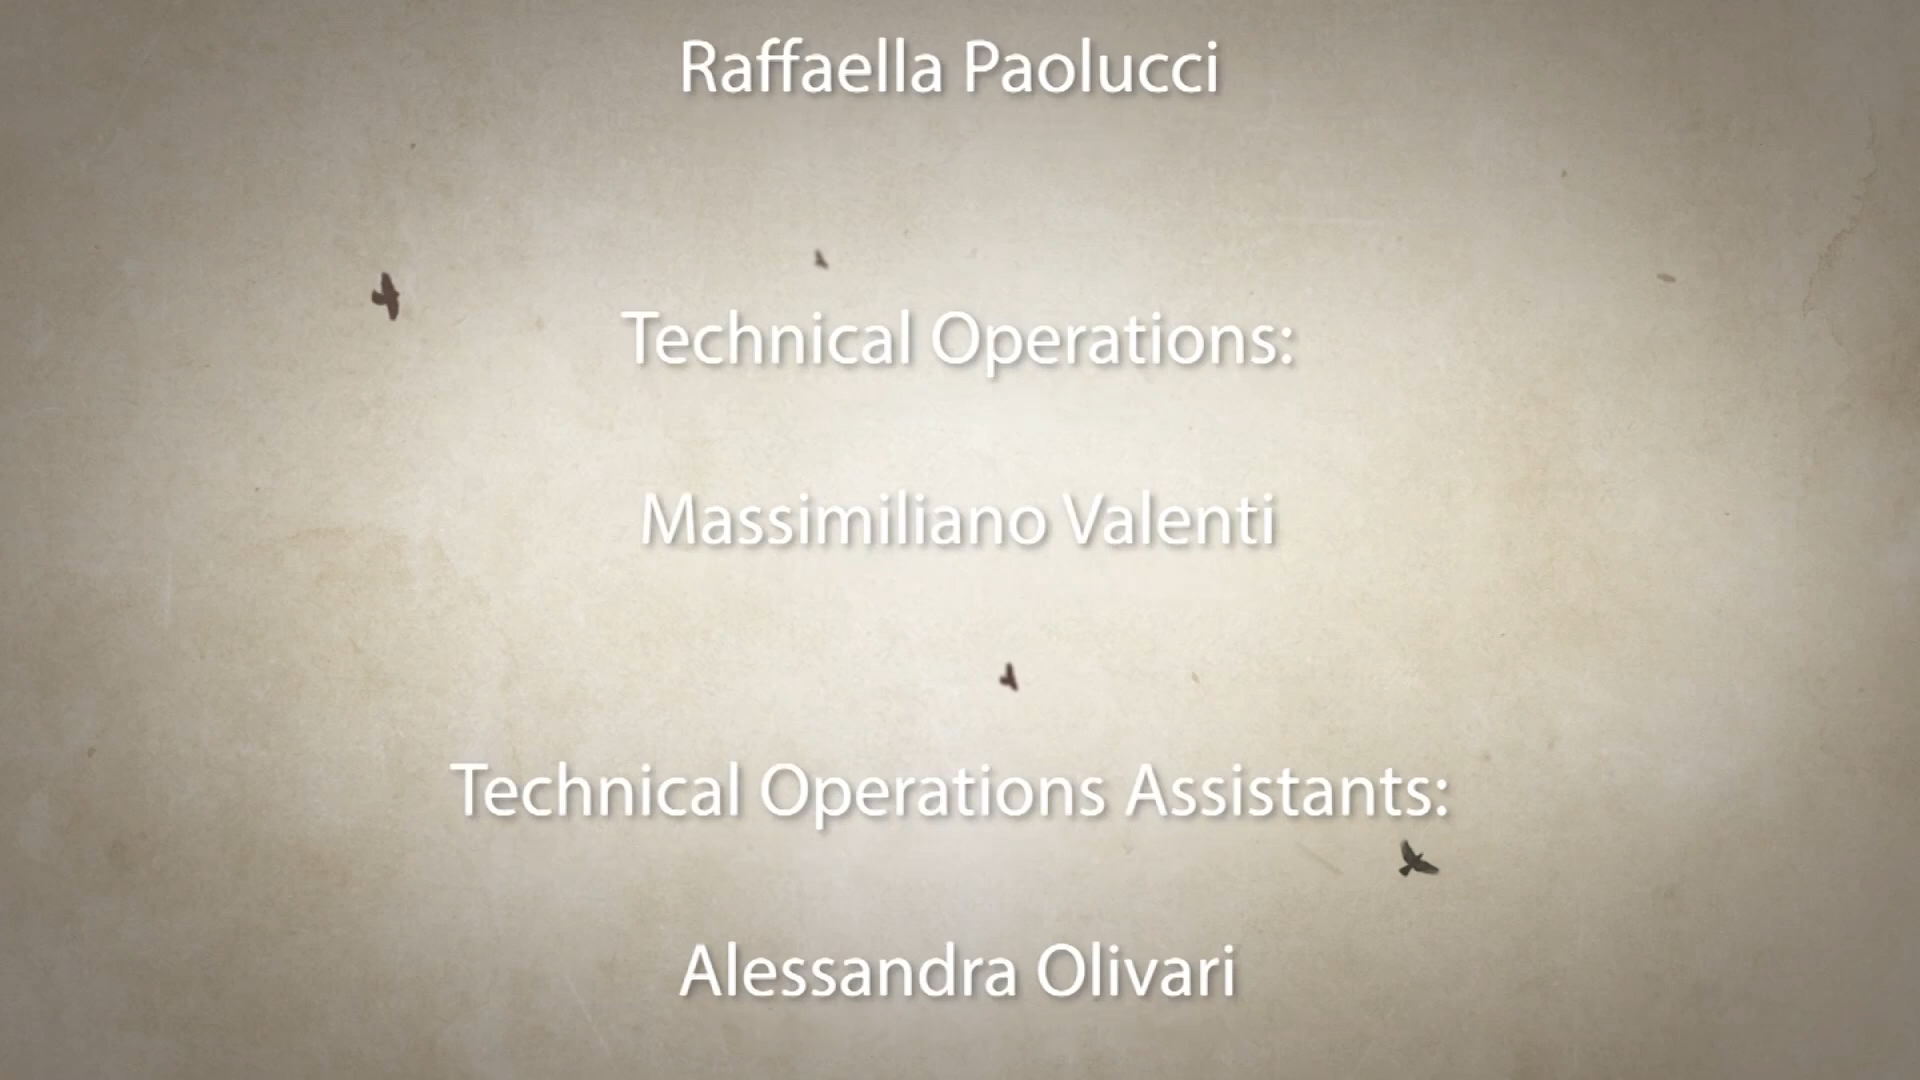 Raffaella Paolucci
Technical Operations:
Massimiliano Valenti
Technical Operations Assistants:
Alessandra Olivari